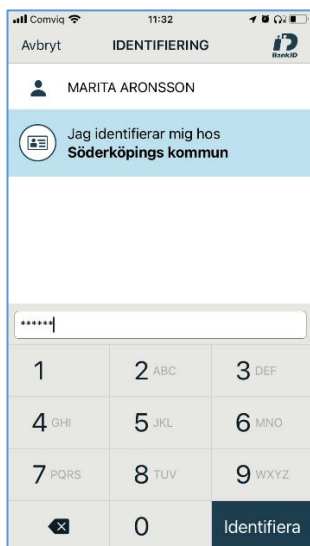 Comviq 11:32
Avbryt IDENTIFIERING BankID
MARITA ARONSSON
Jag identifierar mig hos
Söderköpings kommun
******
1 2 ABC 3 DEF
4 GHI 5 JKL 6 MNO
7 PQRS 8 TUV 9 WXYZ
0 Identifiera